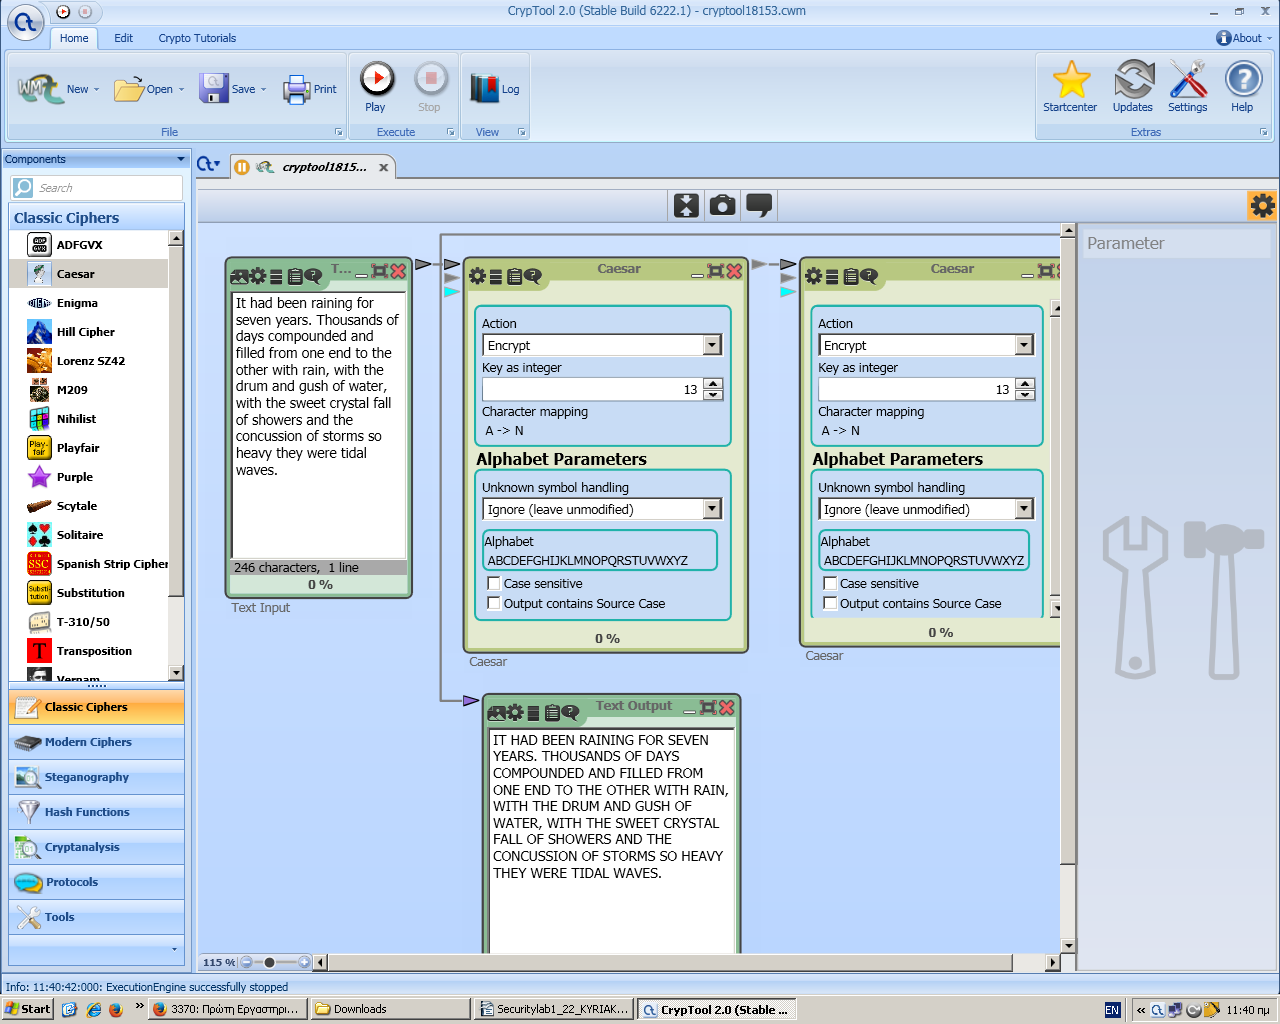 CrypTool 2.0 (Stable Build 6222.1) - cryptool18153.cwm
Home
Edit
Crypto Tutorials
About
New
Open
Save
Print
Play
Stop
Log
Startcenter
Updates
Settings
Help
File
Execute
View
Extras
Components
cryptool1815...
Search
Classic Ciphers
ADFGVX
Caesar
Enigma
Hill Cipher
Lorenz SZ42
M209
Nihilist
Playfair
Purple
Scytale
Solitaire
Spanish Strip Cipher
Substitution
T-310/50
Transposition
Vernam
Classic Ciphers
Modern Ciphers
Steganography
Hash Functions
Cryptanalysis
Protocols
Tools
T...
It had been raining for
seven years. Thousands of
days compounded and
filled from one end to the
other with rain, with the
drum and gush of water,
with the sweet crystal fall
of showers and the
concussion of storms so
heavy they were tidal
waves.
246 characters, 1 line
0 %
Text Input
Caesar
Action
Encrypt
Key as integer
13
Character mapping
A -> N
Alphabet Parameters
Unknown symbol handling
Ignore (leave unmodified)
Alphabet
ABCDEFGHIJKLMNOPQRSTUVWXYZ
Case sensitive
Output contains Source Case
0 %
Caesar
Caesar
Action
Encrypt
Key as integer
13
Character mapping
A -> N
Alphabet Parameters
Unknown symbol handling
Ignore (leave unmodified)
Alphabet
ABCDEFGHIJKLMNOPQRSTUVWXYZ
Case sensitive
Output contains Source Case
0 %
Caesar
Text Output
IT HAD BEEN RAINING FOR SEVEN
YEARS. THOUSANDS OF DAYS
COMPOUNDED AND FILLED FROM
ONE END TO THE OTHER WITH RAIN,
WITH THE DRUM AND GUSH OF
WATER, WITH THE SWEET CRYSTAL
FALL OF SHOWERS AND THE
CONCUSSION OF STORMS SO HEAVY
THEY WERE TIDAL WAVES.
Parameter
115 %
Info: 11:40:42:000: ExecutionEngine successfully stopped
Start
3370: Πρώτη Εργαστηρι...
Downloads
Securitylab1_22_KYRIAK...
CrypTool 2.0 (Stable ...
EN
11:40 πμ